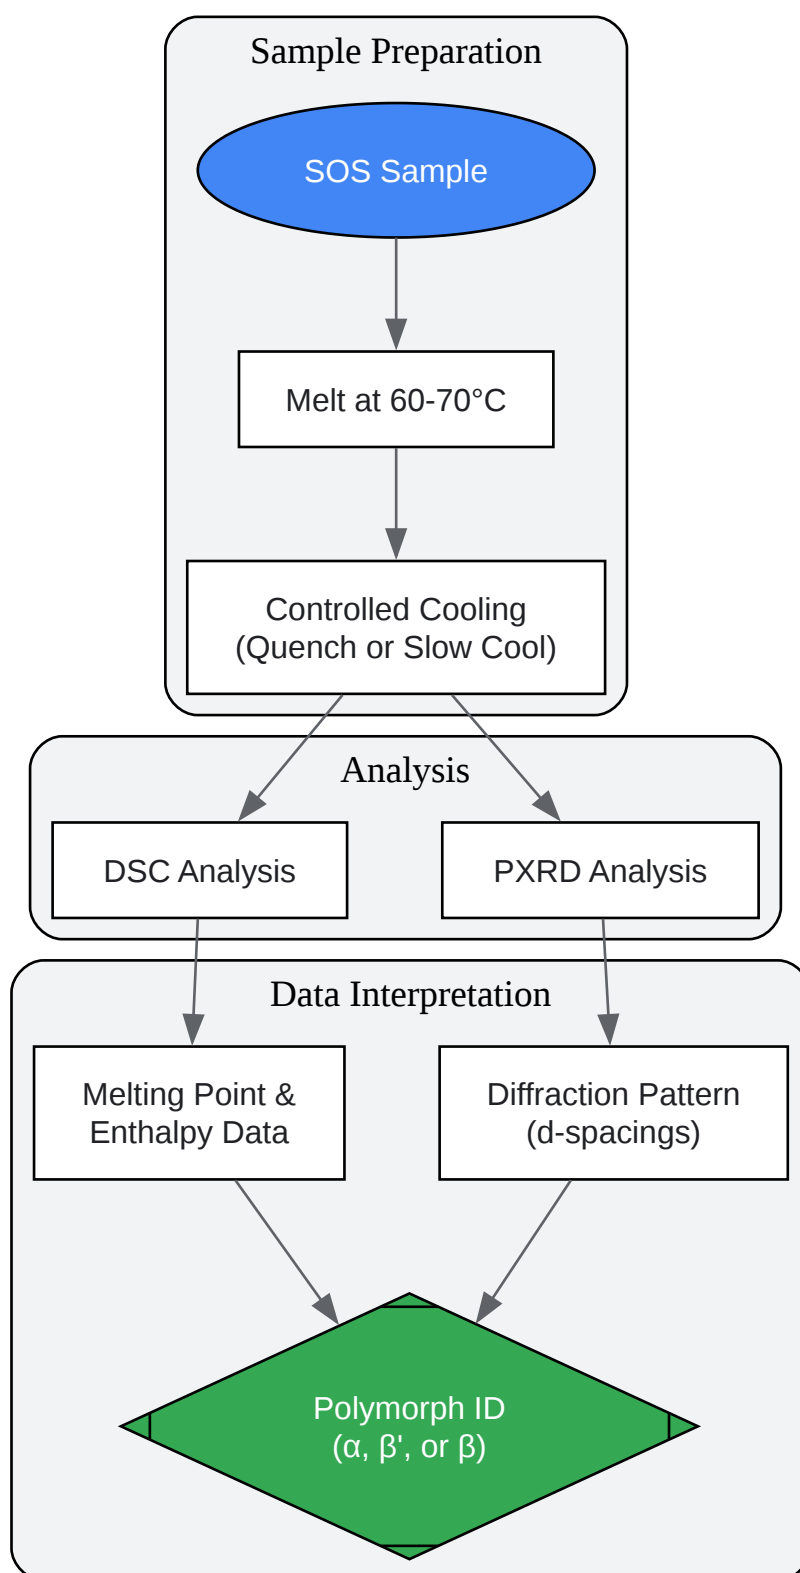 Sample Preparation
SOS Sample
Melt at 60-70°C
Controlled Cooling
(Quench or Slow Cool)
Analysis
DSC Analysis
PXRD Analysis
Data Interpretation
Melting Point &
Enthalpy Data
Diffraction Pattern
(d-spacings)
Polymorph ID
(α, β', or β)